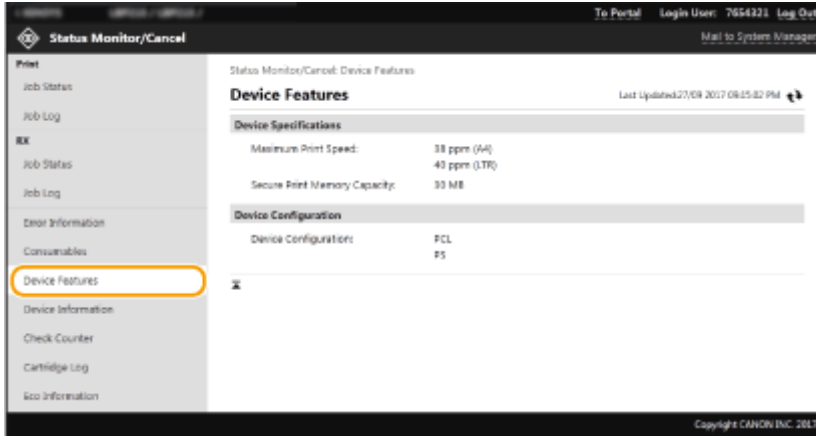 To Portal Login User: 7654321 Log Out
Status Monitor/Cancel Mail to System Manager
Print
Job Status
Job Log
RX
Job Status
Job Log
Error Information
Consumables
Device Features
Device Information
Check Counter
Cartridge Log
Eco Information
Status Monitor/Cancel: Device Features
Device Features Last Updated:27/09 2017 09:15:02 PM
Device Specifications
Maximum Print Speed: 38 ppm (A4)
40 ppm (LTR)
Secure Print Memory Capacity: 30 MB
Device Configuration
Device Configuration: PCL
PS
Copyright CANON INC. 2017